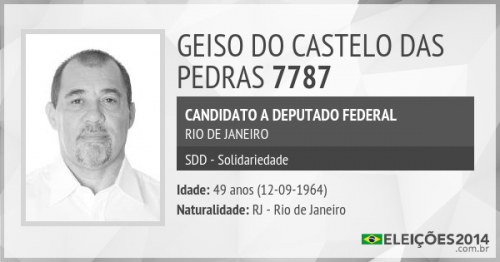 GEISO DO CASTELO DAS
PEDRAS 7787
CANDIDATO A DEPUTADO FEDERAL
RIO DE JANEIRO
SDD - Solidariedade
Idade: 49 anos (12-09-1964)
Naturalidade: RJ - Rio de Janeiro
ELEIÇÕES2014
.com.br